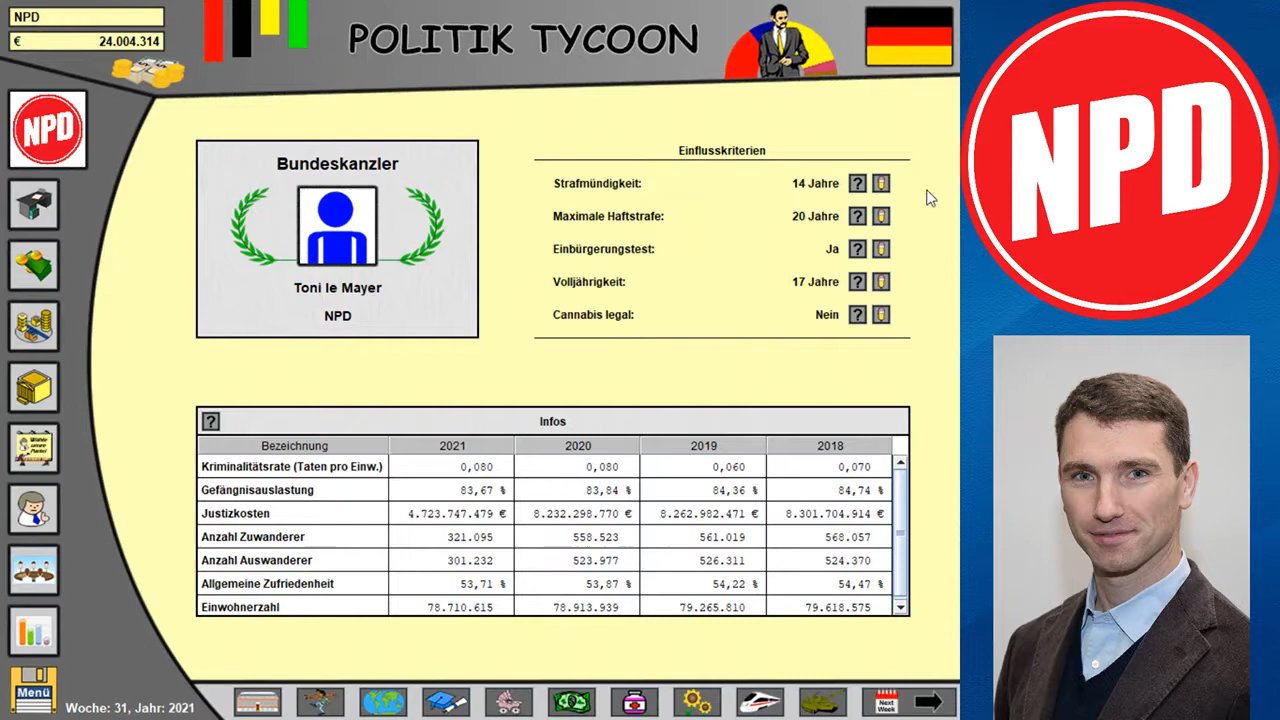 NPD
€ 24.004.314
POLITIK TYCOON
NPD
NPD
Bundeskanzler
Toni le Mayer
NPD
Einflusskriterien
Strafmündigkeit: 14 Jahre ?
Maximale Haftstrafe: 20 Jahre ?
Einbürgerungstest: Ja ?
Volljährigkeit: 17 Jahre ?
Cannabis legal: Nein ?
? Infos
Bezeichnung 2021 2020 2019 2018
Kriminalitätsrate (Taten pro Einw.) 0,080 0,080 0,060 0,070
Gefängnisauslastung 83,67 % 83,84 % 84,36 % 84,74 %
Justizkosten 4.723.747.479 € 8.232.298.770 € 8.262.982.471 € 8.301.704.914 €
Anzahl Zuwanderer 321.095 558.523 561.019 568.057
Anzahl Auswanderer 301.232 523.977 526.311 524.370
Allgemeine Zufriedenheit 53,71 % 53,87 % 54,22 % 54,47 %
Einwohnerzahl 78.710.615 78.913.939 79.265.810 79.618.575
Menü
Woche: 31, Jahr: 2021
Next
Week